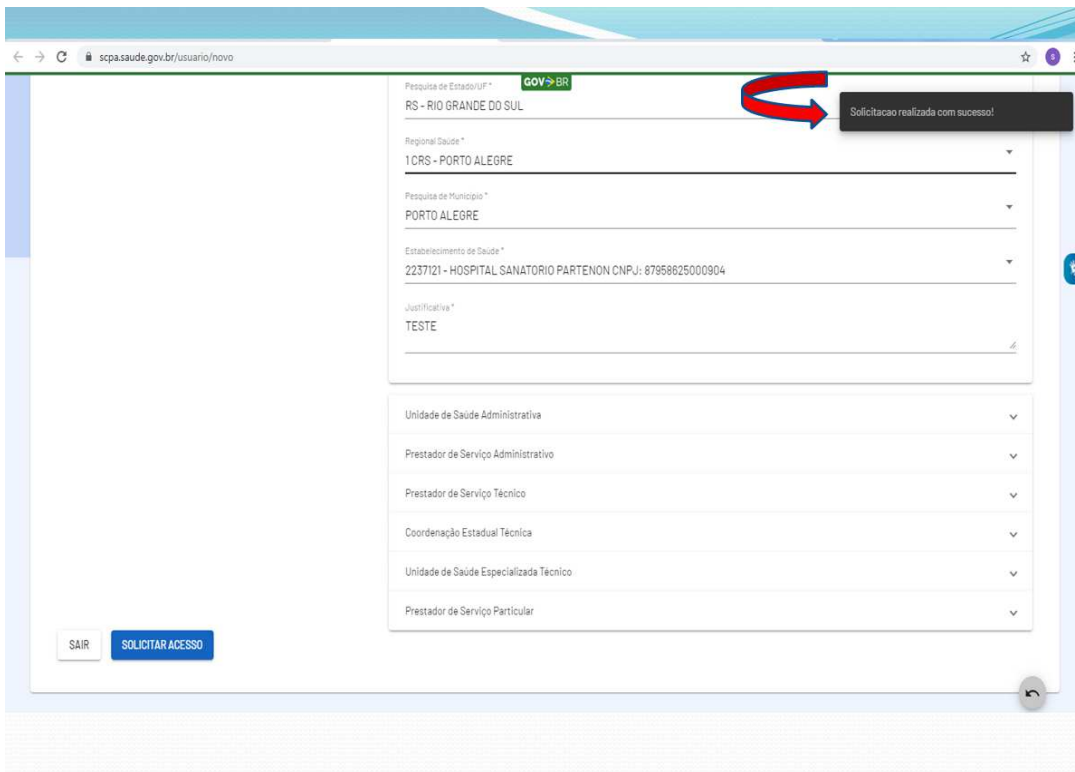 scpa.saude.gov.br/usuario/novo
s
GOV BR
Pesquisa de Estado/UF *
RS - RIO GRANDE DO SUL
Solicitacao realizada com sucesso!
Regional Saúde *
1 CRS - PORTO ALEGRE
Pesquisa de Município *
PORTO ALEGRE
Estabelecimento de Saúde *
2237121 - HOSPITAL SANATORIO PARTENON CNPJ: 87958625000904
Justificativa *
TESTE
Unidade de Saúde Administrativa
Prestador de Serviço Administrativo
Prestador de Serviço Técnico
Coordenação Estadual Técnica
Unidade de Saúde Especializada Técnico
Prestador de Serviço Particular
SAIR
SOLICITAR ACESSO